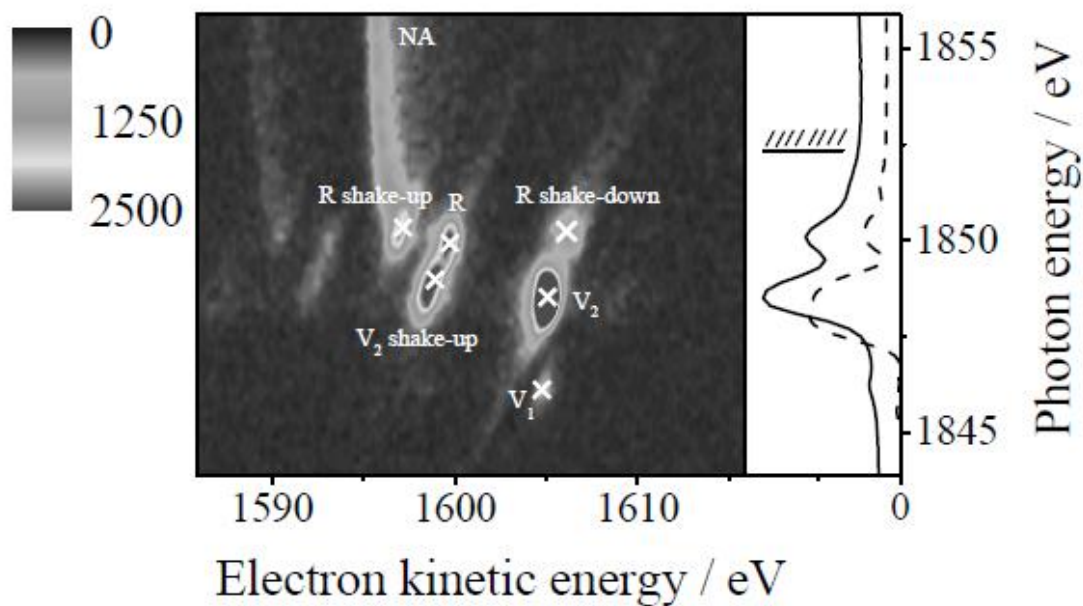 0
1250
2500
NA
R shake-up
R
R shake-down
V₂
V₂ shake-up
V₁
1855
1850
1845
Photon energy / eV
1590
1600
1610
0
Electron kinetic energy / eV